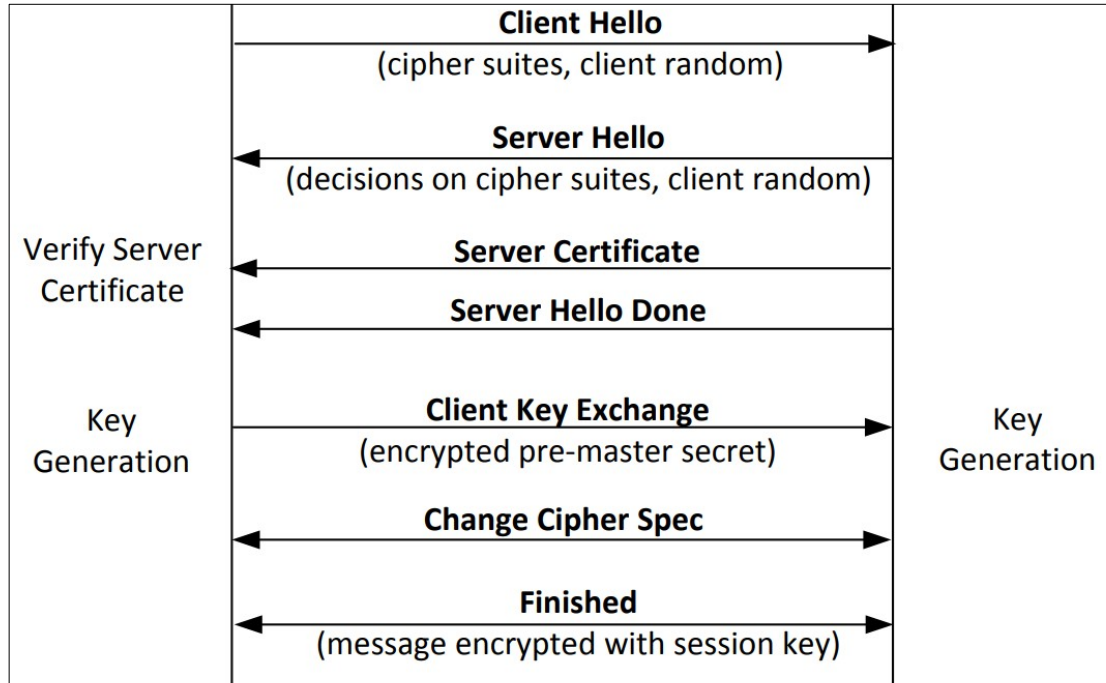 Client Hello
(cipher suites, client random)
Server Hello
(decisions on cipher suites, client random)
Verify Server
Certificate
Server Certificate
Server Hello Done
Key
Generation
Client Key Exchange
(encrypted pre-master secret)
Key
Generation
Change Cipher Spec
Finished
(message encrypted with session key)